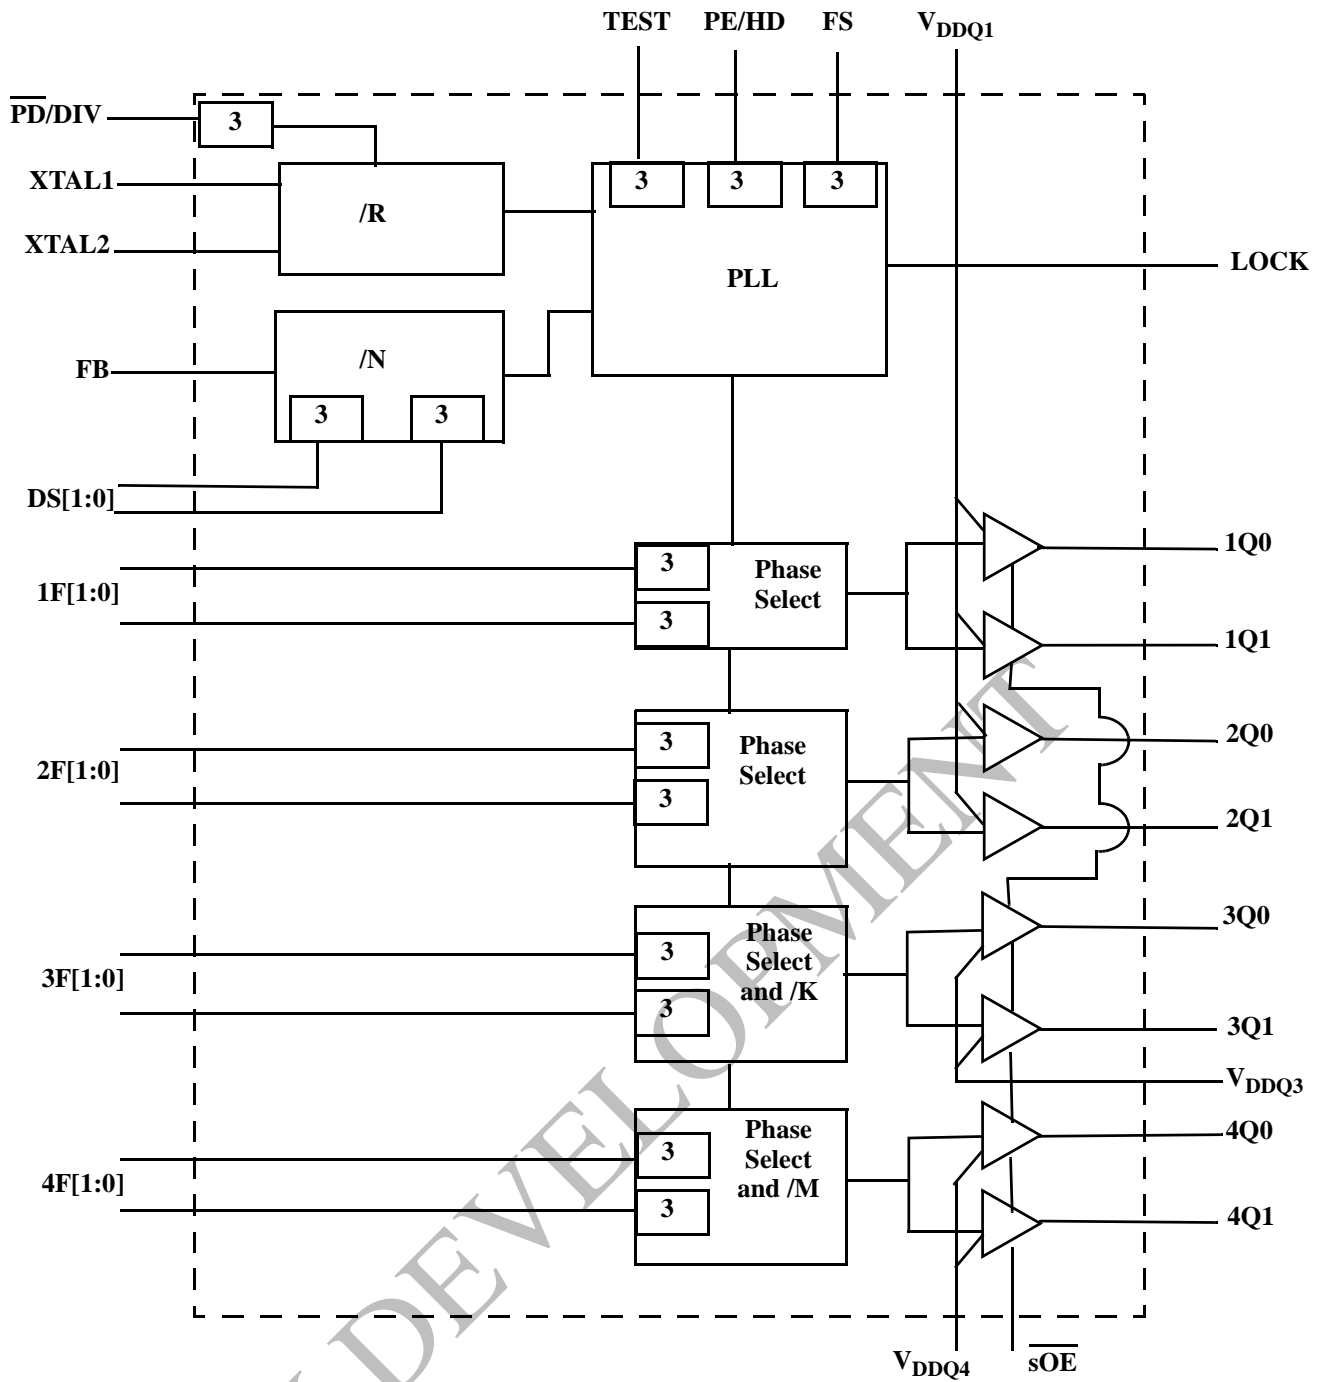 TEST PE/HD FS VDDQ1
PD/DIV
3
XTAL1
XTAL2
/R
3 3 3
PLL
LOCK
FB
/N
3 3
DS[1:0]
1F[1:0]
3
3
Phase
Select
1Q0
1Q1
2F[1:0]
3
3
Phase
Select
2Q0
2Q1
3F[1:0]
3
3
Phase
Select
and /K
3Q0
3Q1
VDDQ3
4F[1:0]
3
3
Phase
Select
and /M
4Q0
4Q1
VDDQ4 sOE
DEVELOPMENT